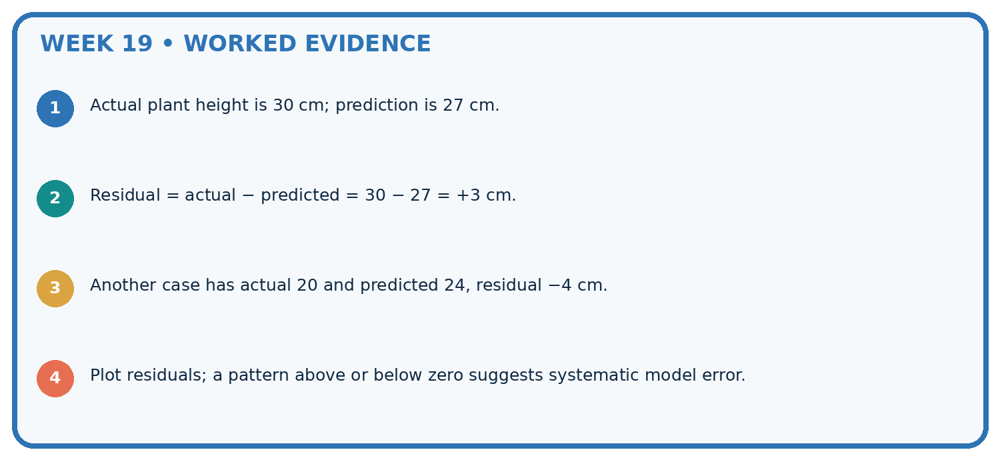 WEEK 19 • WORKED EVIDENCE
1 Actual plant height is 30 cm; prediction is 27 cm.
2 Residual = actual − predicted = 30 − 27 = +3 cm.
3 Another case has actual 20 and predicted 24, residual −4 cm.
4 Plot residuals; a pattern above or below zero suggests systematic model error.